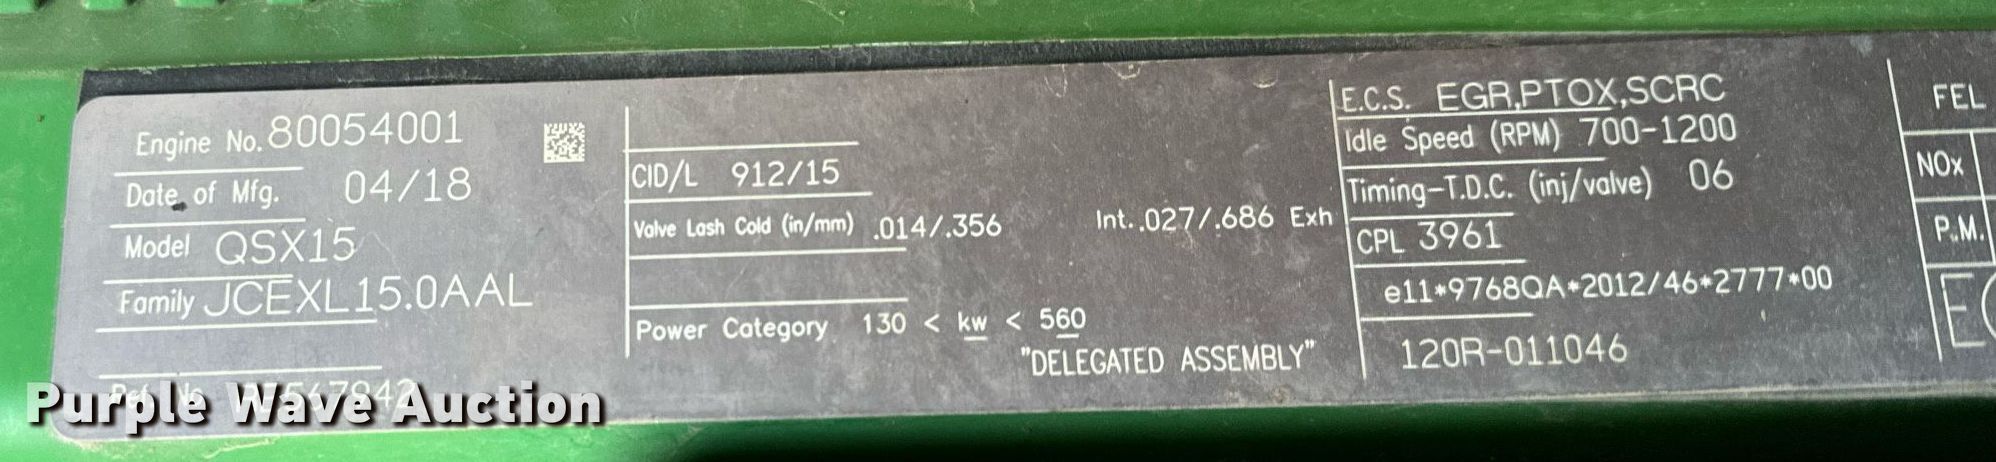 Engine No. 80054001
Date of Mfg. 04/18
Model QSX15
Family JCEXL15.0AAL
Ref. No.
CID/L 912/15
Valve Lash Cold (in/mm) .014/.356 Int. .027/.686 Exh
Power Category 130 < kw < 560
"DELEGATED ASSEMBLY"
E.C.S. EGR,PTOX,SCRC
Idle Speed (RPM) 700-1200
Timing-T.D.C. (inj/valve) 06
CPL 3961
e11*9768QA*2012/46*2777*00
120R-011046
FEL
NOx
P.M.
Purple Wave Auction